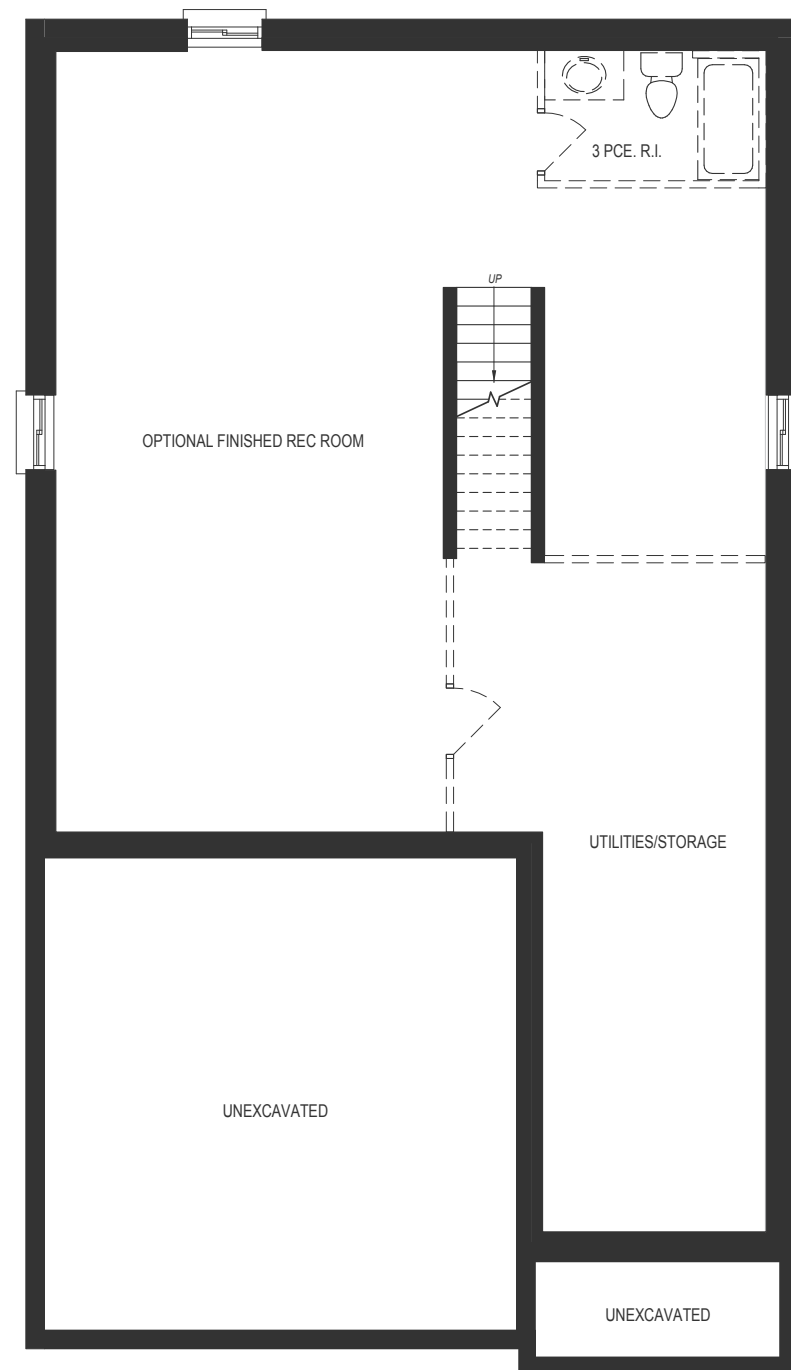 3 PCE. R.I.
UP
OPTIONAL FINISHED REC ROOM
UTILITIES/STORAGE
UNEXCAVATED
UNEXCAVATED